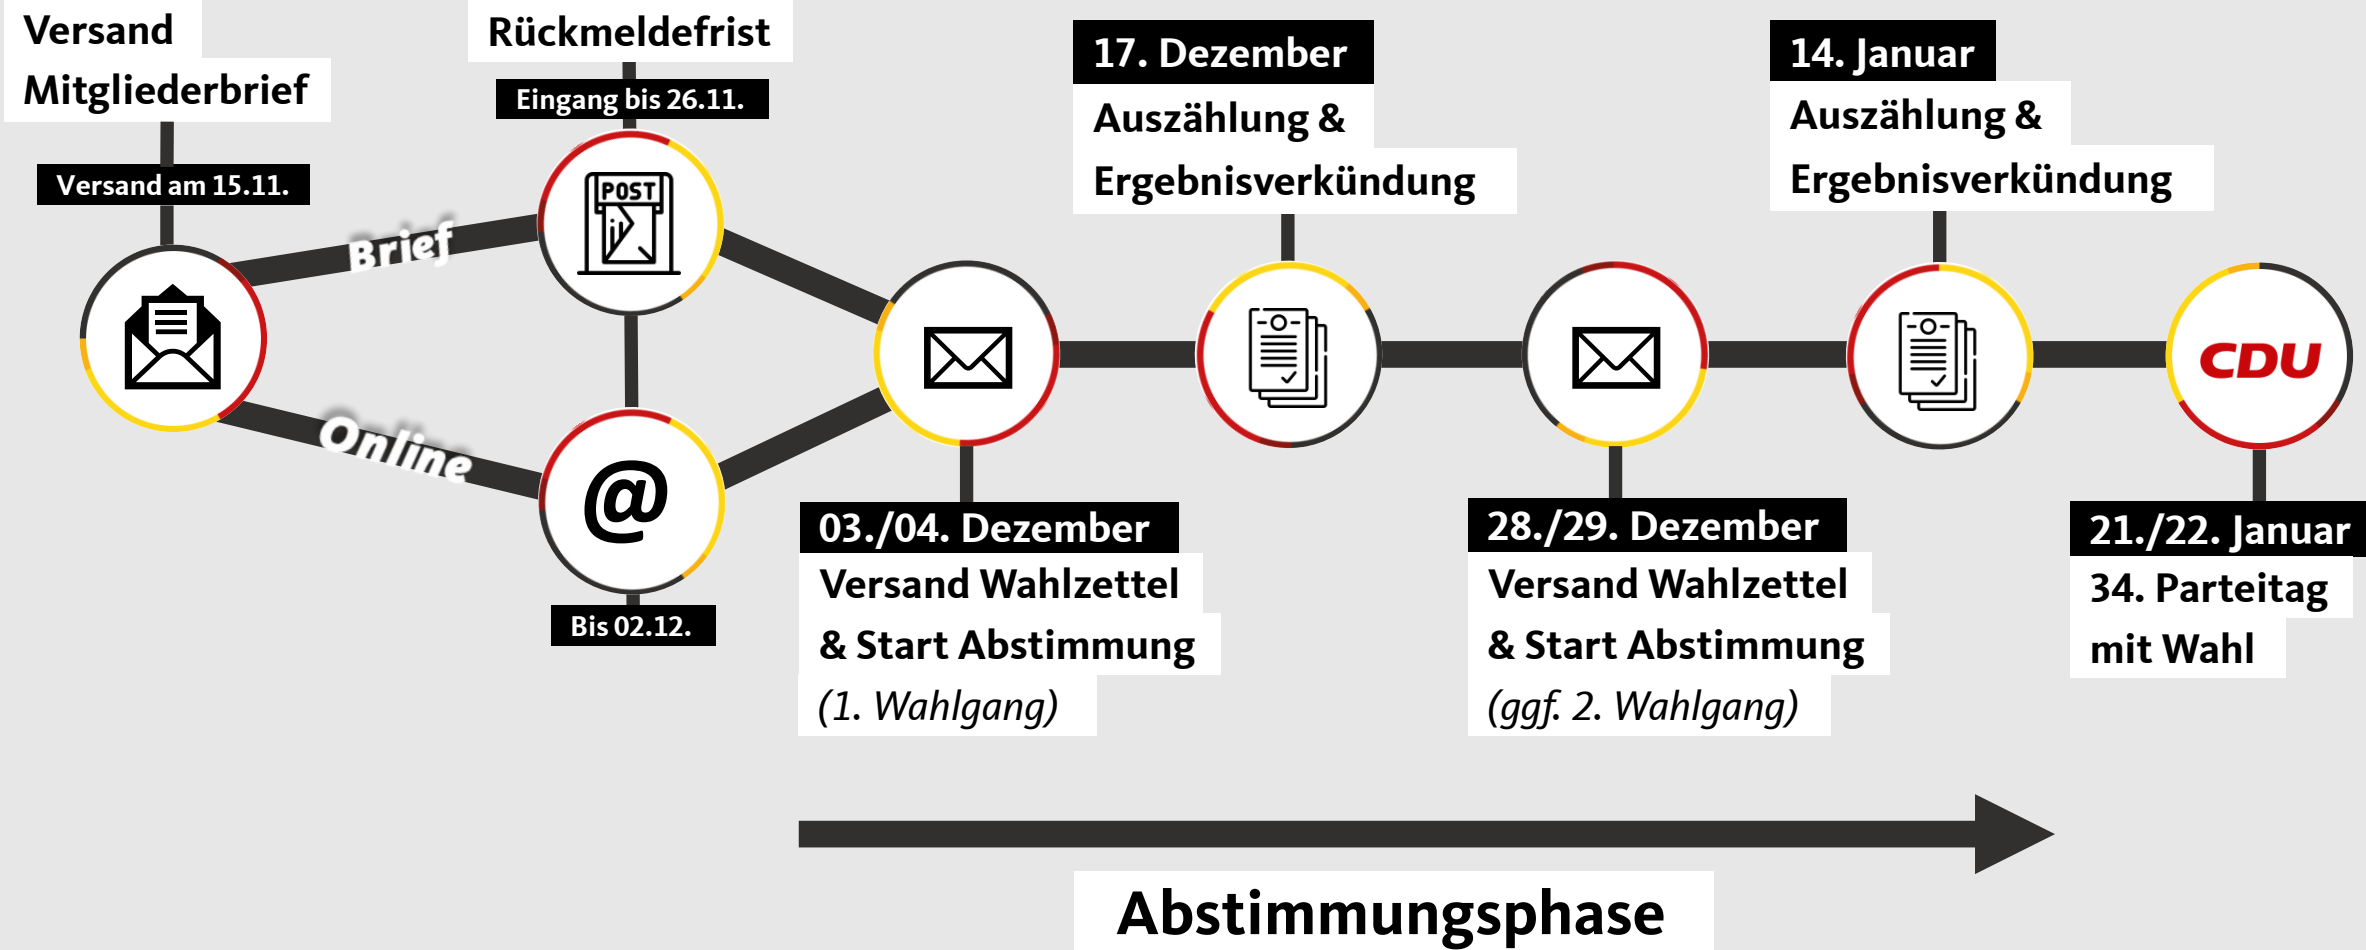 Versand
Mitgliederbrief
Versand am 15.11.
Brief
Online
Rückmeldefrist
Eingang bis 26.11.
POST
@
Bis 02.12.
03./04. Dezember
Versand Wahlzettel
& Start Abstimmung
(1. Wahlgang)
17. Dezember
Auszählung &
Ergebnisverkündung
28./29. Dezember
Versand Wahlzettel
& Start Abstimmung
(ggf. 2. Wahlgang)
14. Januar
Auszählung &
Ergebnisverkündung
CDU
21./22. Januar
34. Parteitag
mit Wahl
Abstimmungsphase